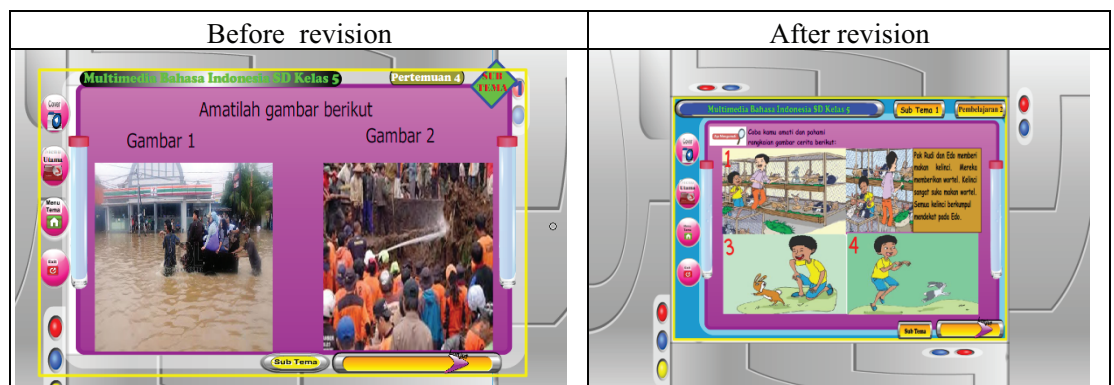 Before revision
After revision
Multimedia Bahasa Indonesia SD Kelas 5
Pertemuan 4
SUB
TEMA
1
Cover
Utama
Menu
Tema
Amatilah gambar berikut
Gambar 1
Gambar 2
Sub Tema
Multimedia Bahasa Indonesia SD Kelas 5
Sub Tema 1
Pembelajaran 2
Cover
Utama
Coba kamu amati dan pahami
rangkaian gambar cerita berikut:
1
Pak Rudi dan Edo memberi
makan kelinci. Mereka
memberikan wortel. Kelinci
sangat suka makan wortel.
Semua kelinci berkumpul
mendekat pada Edo.
3
4
Sub Tema